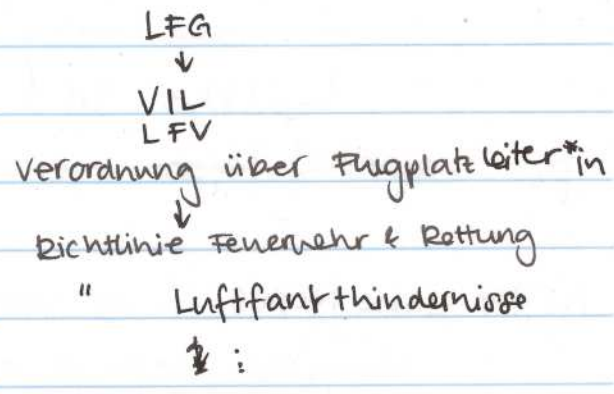 LFG
↓
VIL
LFV
Verordnung über Flugplatzleiter*in
↓
Richtlinie Feuerwehr & Rettung
" Luftfahrthindernisse
: